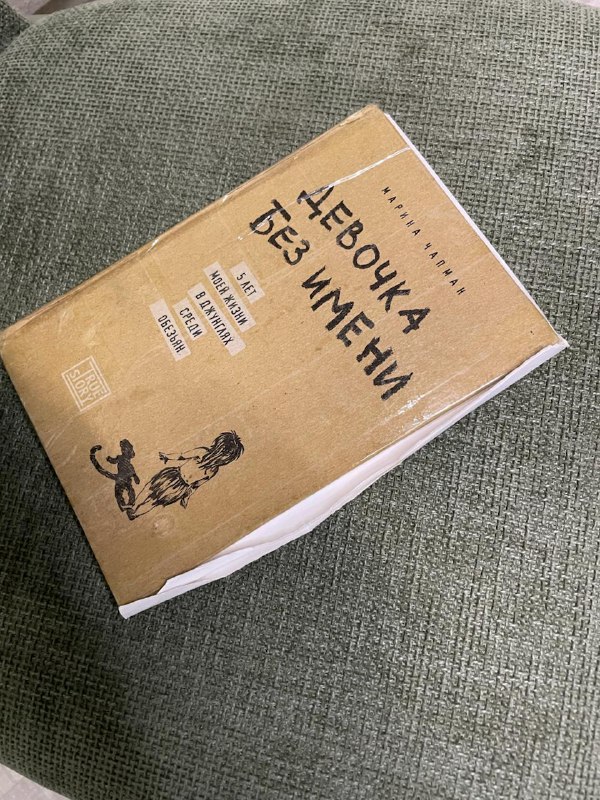 МАРИНА ЧАПМАН
ДЕВОЧКА
БЕЗ ИМЕНИ
5 ЛЕТ
МОЕЙ ЖИЗНИ
В ДЖУНГЛЯХ
СРЕДИ
ОБЕЗЬЯН
TRUE
STORY